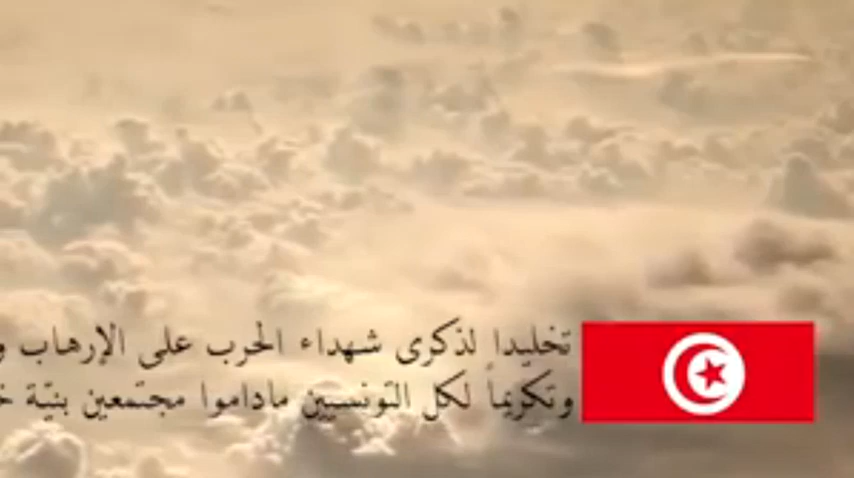 تخليدا لذكرى شهداء الحرب على الإرهاب و
وتكريماً لكل التونسيين ماداموا مجتمعين بنيّة